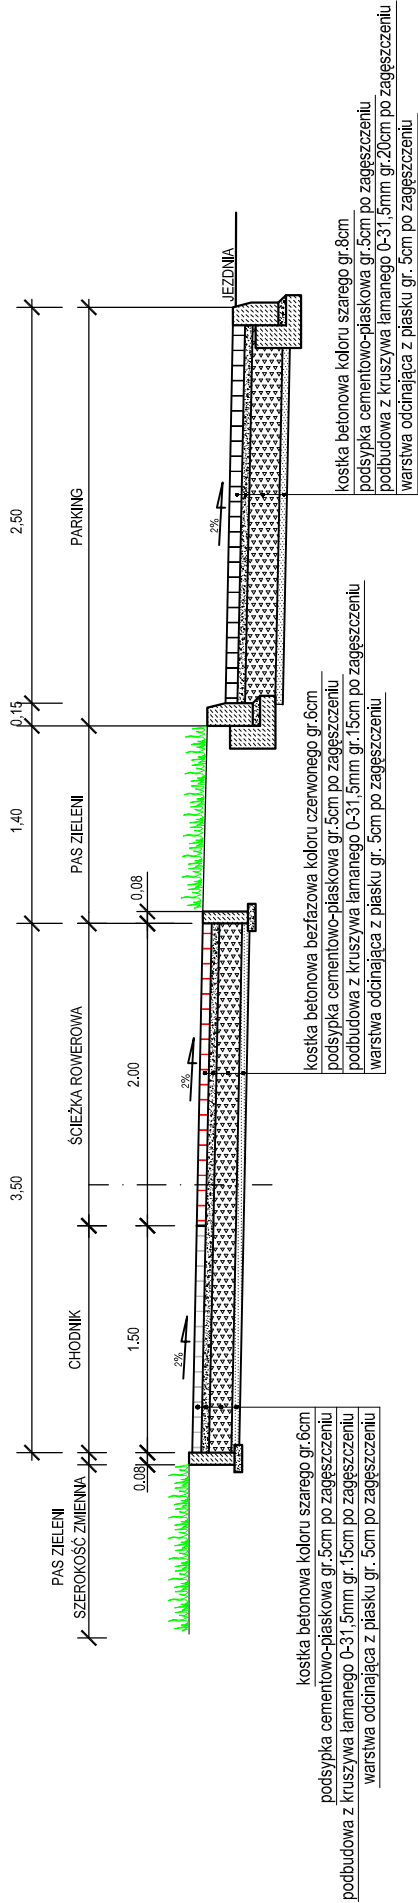 3,50
1,40
0,15
2,50
PAS ZIELENI
SZEROKOŚĆ ZMIENNA
CHODNIK
ŚCIEŻKA ROWEROWA
PAS ZIELENI
PARKING
0.08
1.50
2.00
0,08
2%
2%
2%
JEZDNIA
kostka betonowa koloru szarego gr.6cm
podsypka cementowo-piaskowa gr.5cm po zagęszczeniu
podbudowa z kruszywa łamanego 0-31,5mm gr.15cm po zagęszczeniu
warstwa odcinająca z piasku gr. 5cm po zagęszczeniu
kostka betonowa bezfazowa koloru czerwonego gr.6cm
podsypka cementowo-piaskowa gr.5cm po zagęszczeniu
podbudowa z kruszywa łamanego 0-31,5mm gr.15cm po zagęszczeniu
warstwa odcinająca z piasku gr. 5cm po zagęszczeniu
kostka betonowa koloru szarego gr.8cm
podsypka cementowo-piaskowa gr.5cm po zagęszczeniu
podbudowa z kruszywa łamanego 0-31,5mm gr.20cm po zagęszczeniu
warstwa odcinająca z piasku gr. 5cm po zagęszczeniu